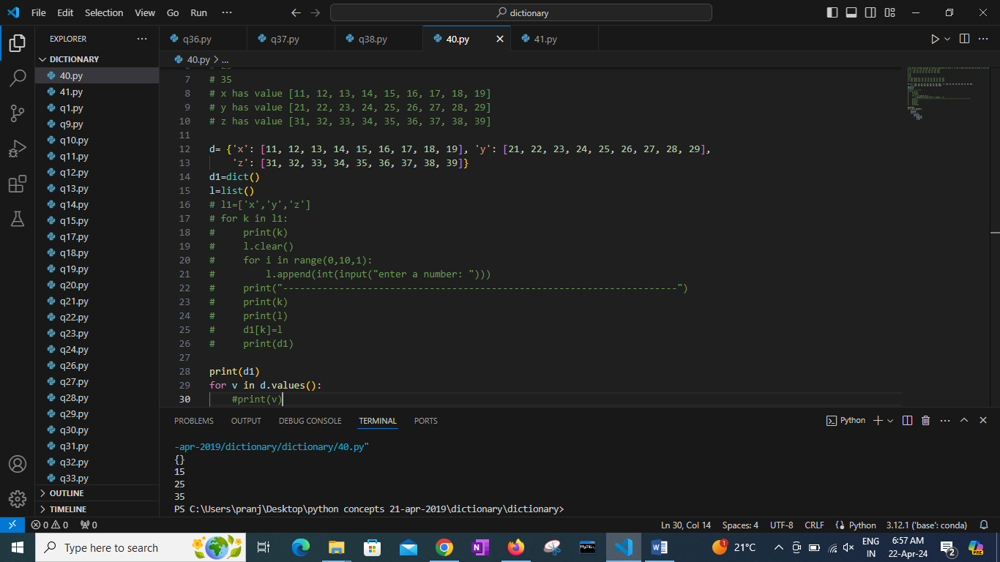 File Edit Selection View Go Run ··· dictionary
EXPLORER ···
DICTIONARY
40.py
41.py
q1.py
q9.py
q10.py
q11.py
q12.py
q13.py
q14.py
q15.py
q17.py
q18.py
q19.py
q20.py
q21.py
q22.py
q23.py
q24.py
q26.py
q27.py
q28.py
q29.py
q30.py
q31.py
q32.py
q33.py
OUTLINE
TIMELINE
q36.py q37.py q38.py 40.py 41.py
40.py > ...
7 # 35
8 # x has value [11, 12, 13, 14, 15, 16, 17, 18, 19]
9 # y has value [21, 22, 23, 24, 25, 26, 27, 28, 29]
10 # z has value [31, 32, 33, 34, 35, 36, 37, 38, 39]
11
12 d= {'x': [11, 12, 13, 14, 15, 16, 17, 18, 19], 'y': [21, 22, 23, 24, 25, 26, 27, 28, 29],
13     'z': [31, 32, 33, 34, 35, 36, 37, 38, 39]}
14 d1=dict()
15 l=list()
16 # l1=['x','y','z']
17 # for k in l1:
18 #     print(k)
19 #     l.clear()
20 #     for i in range(0,10,1):
21 #         l.append(int(input("enter a number: ")))
22 #     print("----------------------------------------------------------------------")
23 #     print(k)
24 #     print(l)
25 #     d1[k]=l
26 #     print(d1)
27
28 print(d1)
29 for v in d.values():
30     #print(v)
PROBLEMS OUTPUT DEBUG CONSOLE TERMINAL PORTS Python
-apr-2019/dictionary/dictionary/40.py"
{}
15
25
35
PS C:\Users\pranj\Desktop\python concepts 21-apr-2019\dictionary\dictionary>
0 0 0 Ln 30, Col 14 Spaces: 4 UTF-8 CRLF Python 3.12.1 ('base': conda)
Type here to search 1 21°C ENG IN 6:57 AM 22-Apr-24 2 PRE